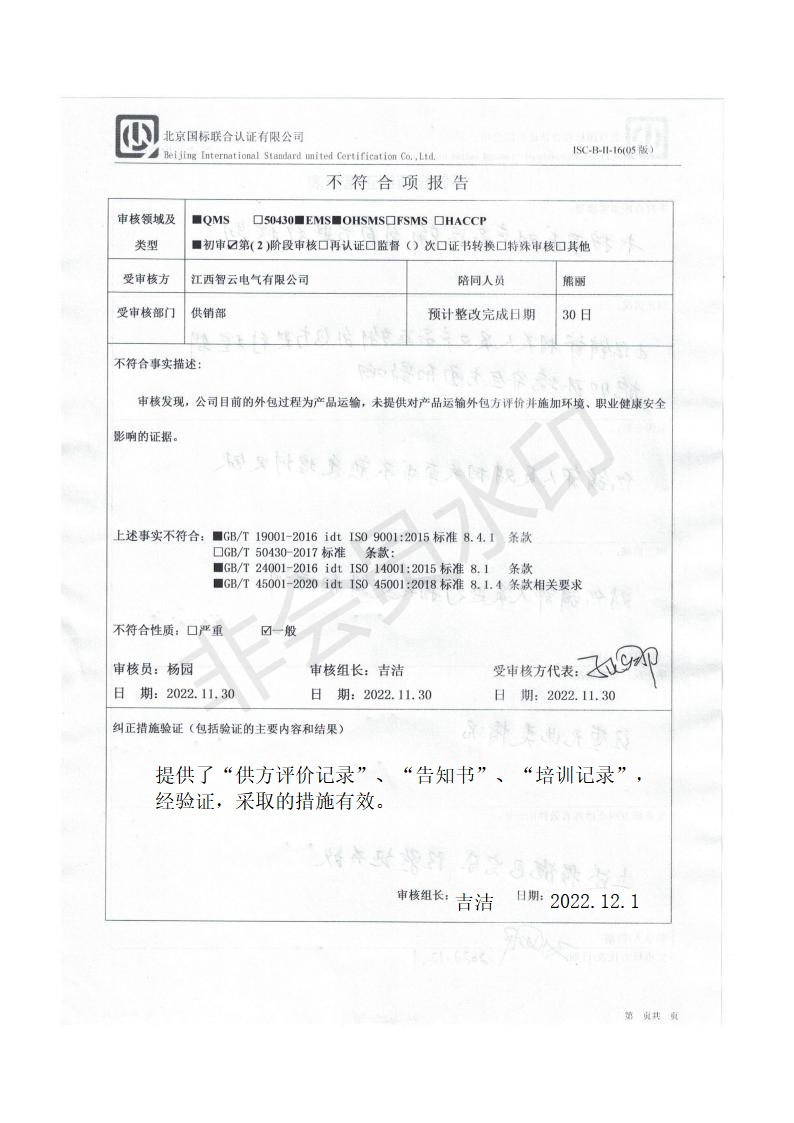 北京国标联合认证有限公司
Beijing International Standard united Certification Co.,Ltd.
ISC-B-II-16(05 版)
不符合项报告
审核领域及类型
■QMS □50430■EMS■OHSMS□FSMS □HACCP
■初审☑第(2)阶段审核□再认证□监督()次□证书转换□特殊审核□其他
受审核方 江西智云电气有限公司 陪同人员 熊丽
受审核部门 供销部 预计整改完成日期 30 日
不符合事实描述:
审核发现，公司目前的外包过程为产品运输，未提供对产品运输外包方评价并施加环境、职业健康安全
影响的证据。
上述事实不符合: ■GB/T 19001-2016 idt ISO 9001:2015 标准 8.4.1 条款
□GB/T 50430-2017 标准 条款:
■GB/T 24001-2016 idt ISO 14001:2015 标准 8.1 条款
■GB/T 45001-2020 idt ISO 45001:2018 标准 8.1.4 条款相关要求
不符合性质: □严重 ☑一般
审核员: 杨园 审核组长: 吉洁 受审核方代表:
日 期: 2022.11.30 日 期: 2022.11.30 日 期: 2022.11.30
纠正措施验证（包括验证的主要内容和结果）
提供了“供方评价记录”、“告知书”、“培训记录”，
经验证，采取的措施有效。
审核组长: 吉洁 日期: 2022.12.1
第 页共 页
非会员水印